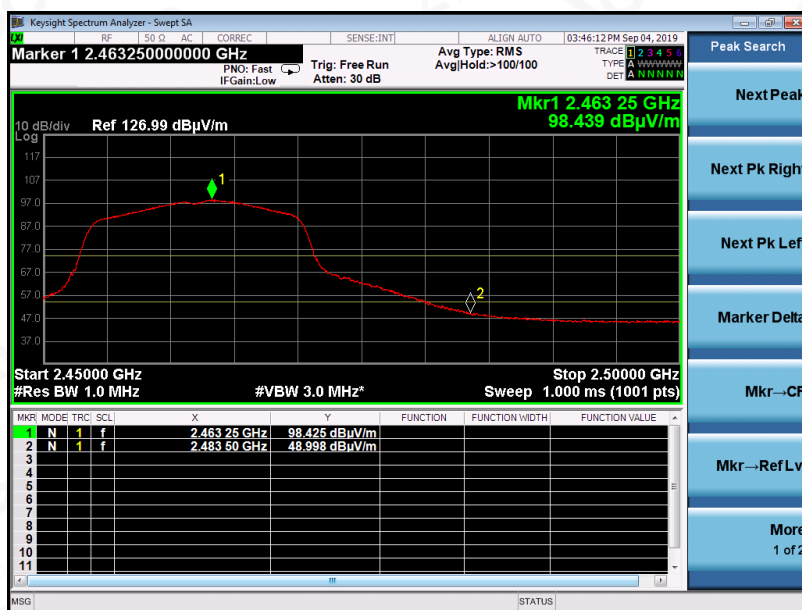 Keysight Spectrum Analyzer - Swept SA
LXI RF 50 Ω AC CORREC SENSE:INT ALIGN AUTO 03:46:12 PM Sep 04, 2019
Marker 1 2.463250000000 GHz
PNO: Fast
IFGain:Low
Trig: Free Run
Atten: 30 dB
Avg Type: RMS
Avg|Hold:>100/100
TRACE 1 2 3 4 5 6
TYPE A WWWWW
DET A N N N N N
Peak Search
Next Peak
Next Pk Right
Next Pk Left
Marker Delta
Mkr→CF
Mkr→Ref Lv
More
1 of 2
Mkr1 2.463 25 GHz
98.439 dBµV/m
10 dB/div Ref 126.99 dBµV/m
Log
117
107
97.0
87.0
77.0
67.0
57.0
47.0
37.0
1
2
Start 2.45000 GHz Stop 2.50000 GHz
#Res BW 1.0 MHz #VBW 3.0 MHz* Sweep 1.000 ms (1001 pts)
MKR MODE TRC SCL X Y FUNCTION FUNCTION WIDTH FUNCTION VALUE
1 N 1 f 2.463 25 GHz 98.425 dBµV/m
2 N 1 f 2.483 50 GHz 48.998 dBµV/m
3
4
5
6
7
8
9
10
11
MSG STATUS